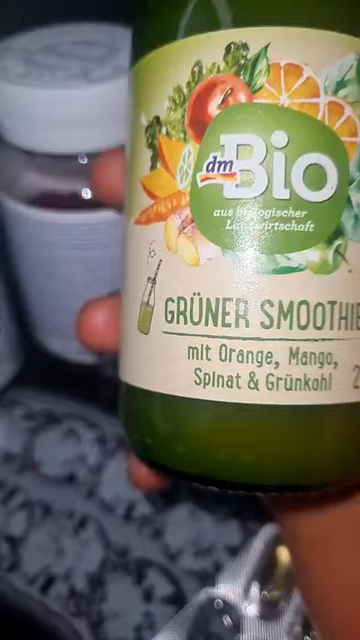 dm
Bio
aus biologischer
Landwirtschaft
GRÜNER SMOOTHIE
mit Orange, Mango,
Spinat & Grünkohl